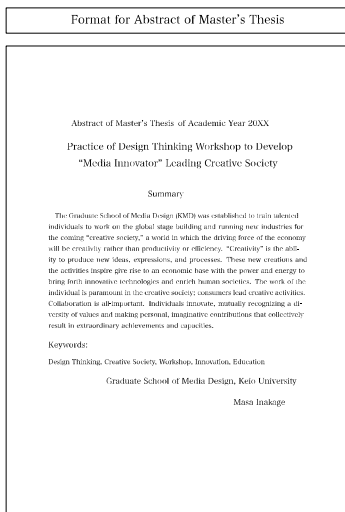 Format for Abstract of Master's Thesis
Abstract of Master's Thesis of Academic Year 20XX
Practice of Design Thinking Workshop to Develop
"Media Innovator" Leading Creative Society
Summary
The Graduate School of Media Design (KMD) was established to train talented
individuals to work on the global stage building and running new industries for
the coming "creative society," a world in which the driving force of the economy
will be creativity rather than productivity or efficiency. "Creativity" is the abil-
ity to produce new ideas, expressions, and processes. These new creations and
the activities inspire give rise to an economic base with the power and energy to
bring forth innovative technologies and enrich human societies. The work of the
individual is paramount in the creative society; consumers lead creative activities.
Collaboration is all-important. Individuals innovate, mutually recognizing a di-
versity of values and making personal, imaginative contributions that collectively
result in extraordinary achievements and capacities.
Keywords:
Design Thinking, Creative Society, Workshop, Innovation, Education
Graduate School of Media Design, Keio University
Masa Inakage